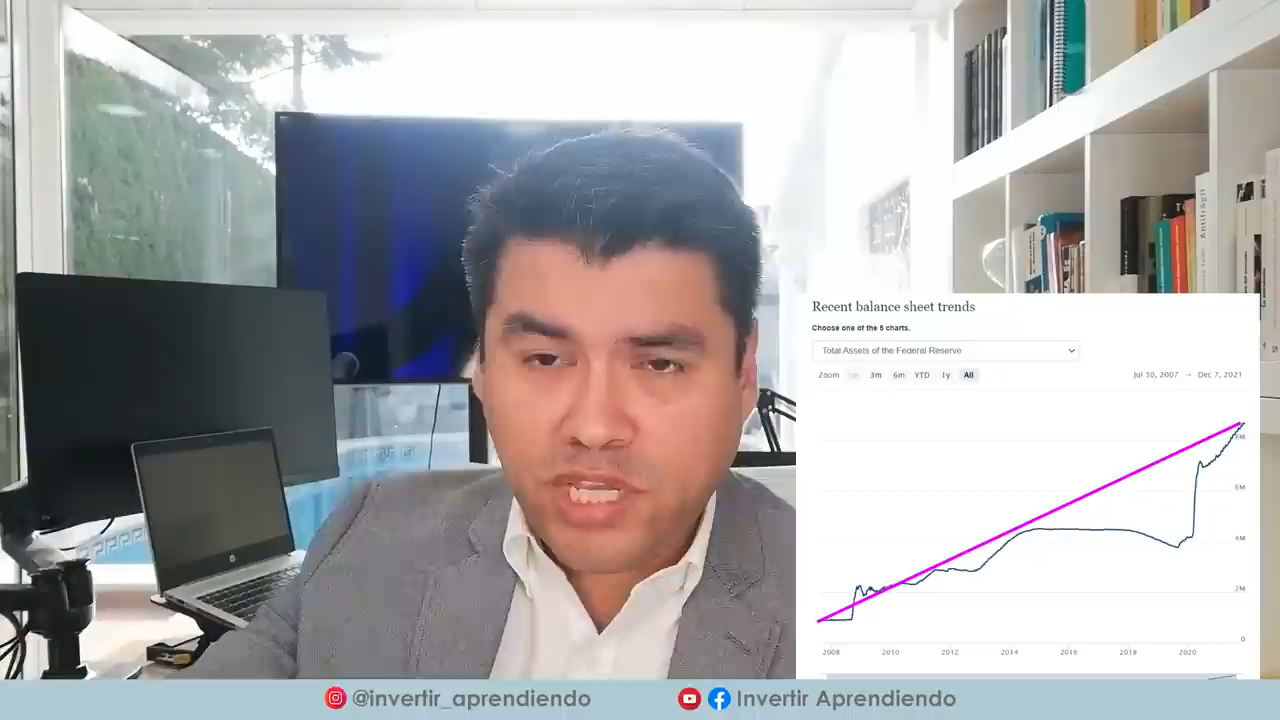 Antifrágil
Recent balance sheet trends
Choose one of the 5 charts.
Total Assets of the Federal Reserve
Zoom 1m 3m 6m YTD 1y All
Jul 30, 2007 → Dec 7, 2021
8M
6M
4M
2M
0
2008 2010 2012 2014 2016 2018 2020
@invertir_aprendiendo
Invertir Aprendiendo